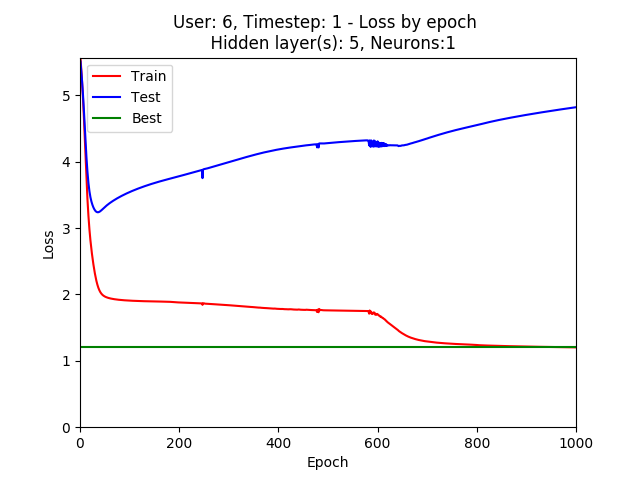 User: 6, Timestep: 1 - Loss by epoch
Hidden layer(s): 5, Neurons:1
Train
Test
Best
Loss
5
4
3
2
1
0
0 200 400 600 800 1000
Epoch